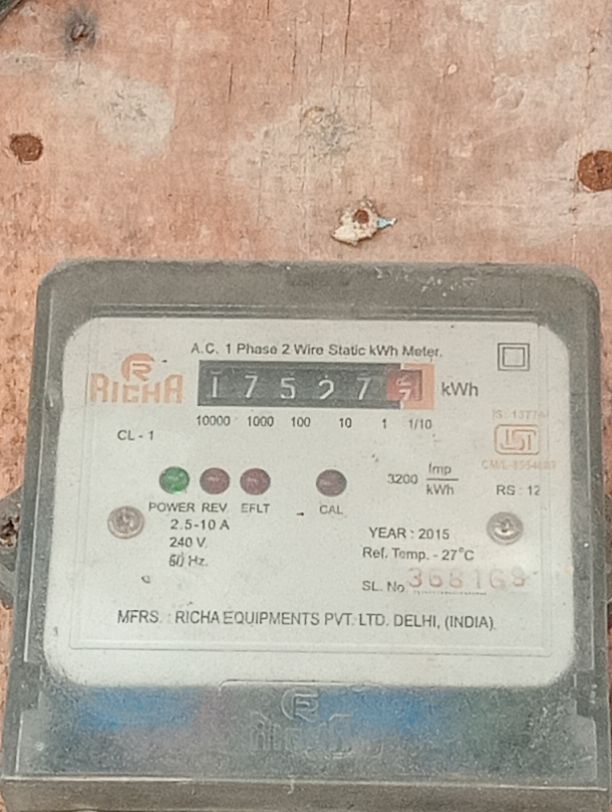 A.C. 1 Phase 2 Wire Static kWh Meter.
RICHA
1 7 5 2 7
kWh
10000 1000 100 10 1 1/10
CL - 1
3200 Imp
kWh
RS : 12
POWER REV EFLT CAL
2.5-10 A
240 V.
50 Hz.
YEAR : 2015
Ref. Temp. - 27°C
SL. No. 368169
MFRS. : RICHA EQUIPMENTS PVT. LTD. DELHI, (INDIA).